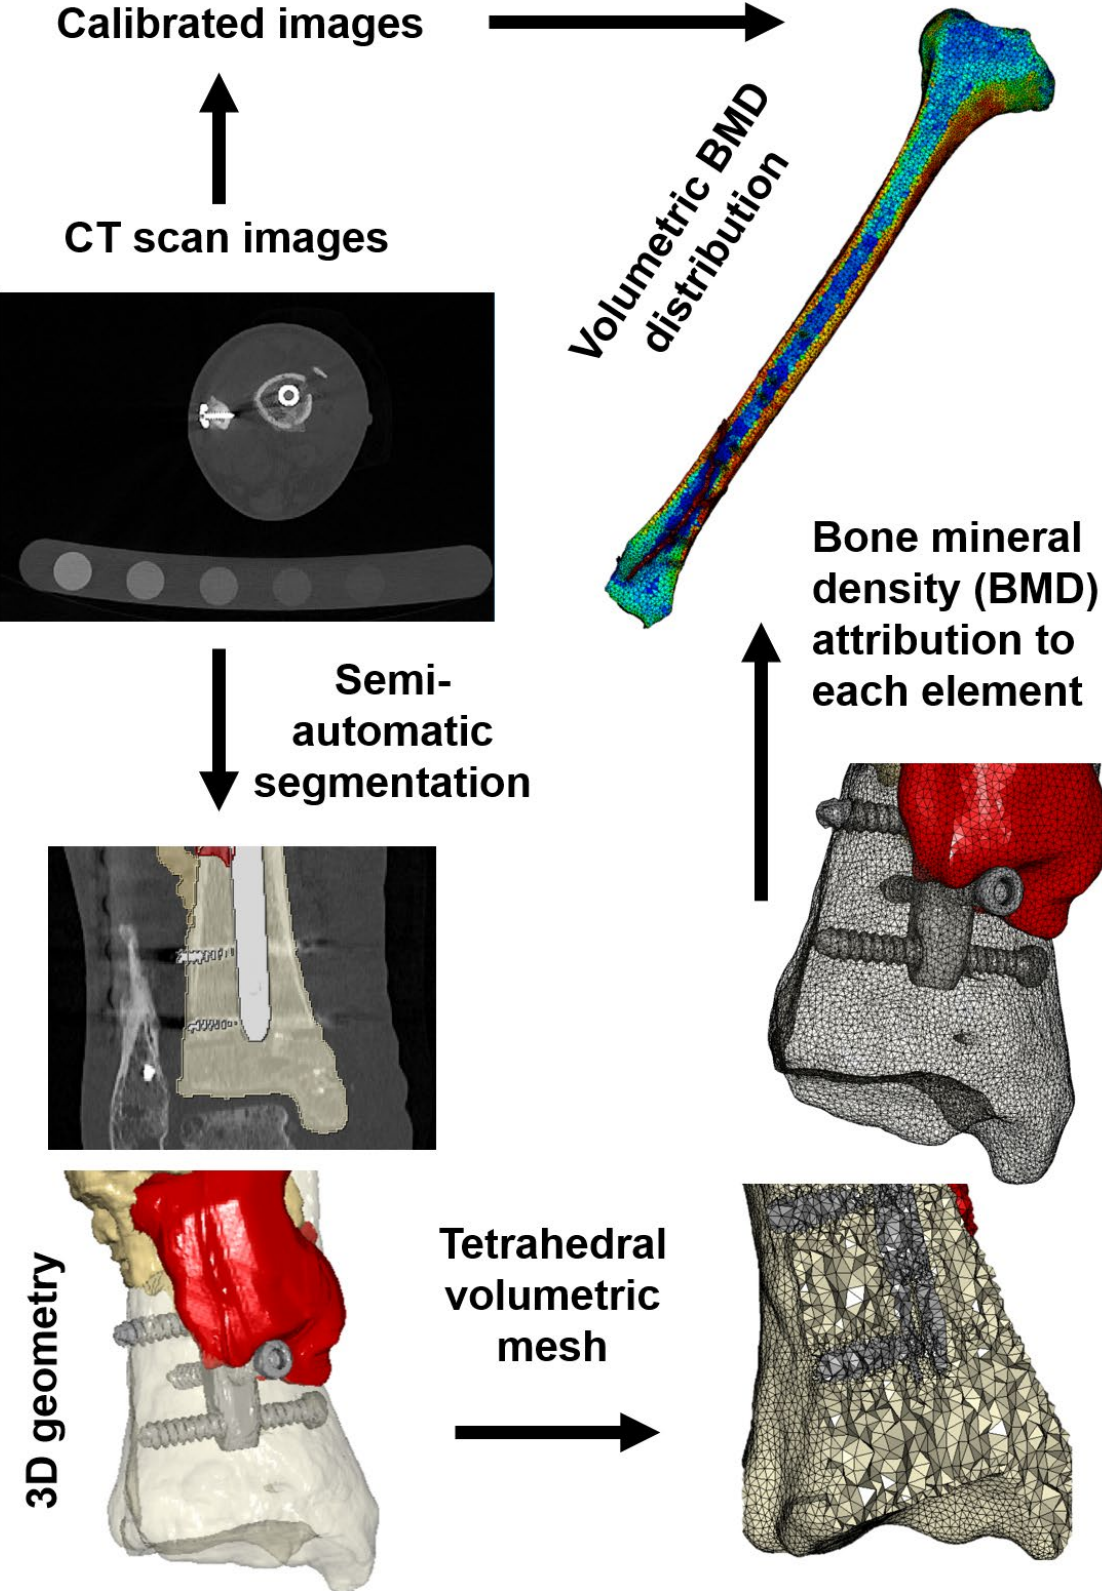 Calibrated images
CT scan images
Volumetric BMD
distribution
Semi-
automatic
segmentation
Bone mineral
density (BMD)
attribution to
each element
3D geometry
Tetrahedral
volumetric
mesh